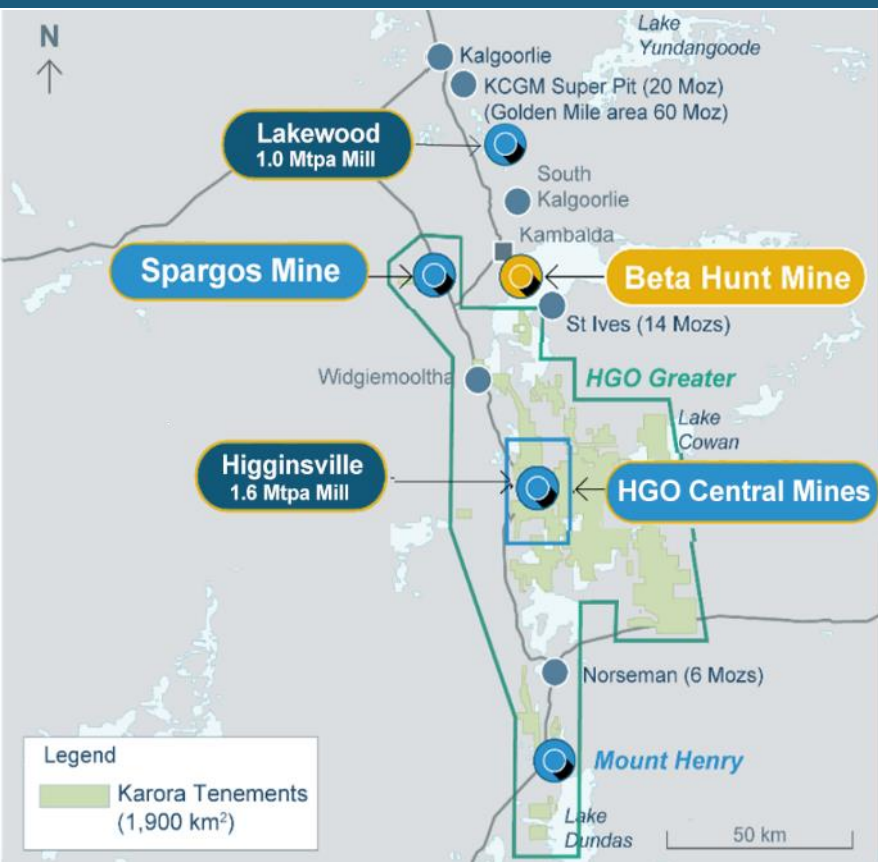 N
Lake
Yundangoode
Kalgoorlie
KCGM Super Pit (20 Moz)
(Golden Mile area 60 Moz)
Lakewood
1.0 Mtpa Mill
South
Kalgoorlie
Kambalda
Spargos Mine
Beta Hunt Mine
St Ives (14 Mozs)
Widgiemooltha
HGO Greater
Lake
Cowan
Higginsville
1.6 Mtpa Mill
HGO Central Mines
Norseman (6 Mozs)
Mount Henry
Legend
Karora Tenements
(1,900 km²)
Lake
Dundas
50 km